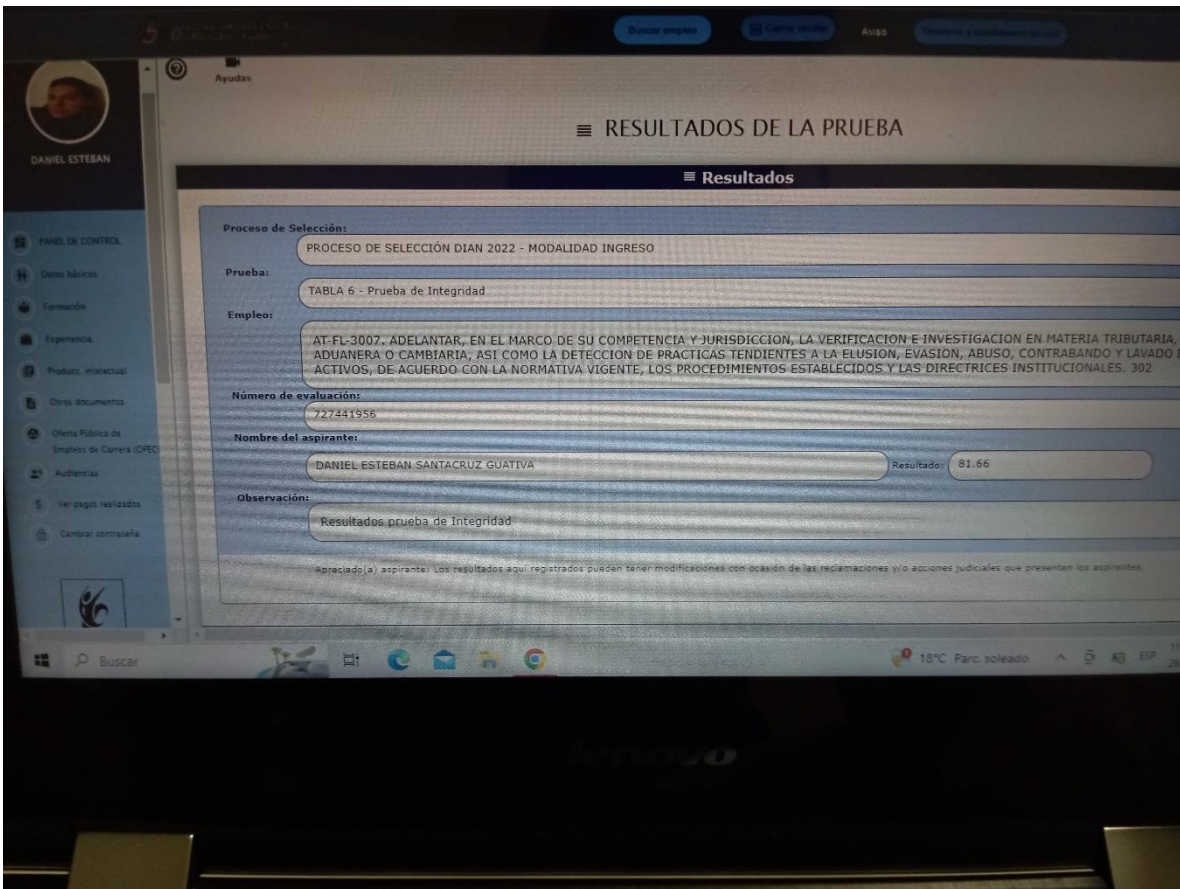 Buscar empleo
Cerrar sesión
Aviso
Términos y condiciones de uso
Ayudas
DANIEL ESTEBAN
RESULTADOS DE LA PRUEBA
Resultados
PANEL DE CONTROL
Datos básicos
Formación
Experiencia
Producc. intelectual
Otros documentos
Oferta Pública de
Empleos de Carrera (OPEC
Audiencias
Ver pagos realizados
Cambiar contraseña
Proceso de Selección:
PROCESO DE SELECCIÓN DIAN 2022 - MODALIDAD INGRESO
Prueba:
TABLA 6 - Prueba de Integridad
Empleo:
AT-FL-3007. ADELANTAR, EN EL MARCO DE SU COMPETENCIA Y JURISDICCION, LA VERIFICACION E INVESTIGACION EN MATERIA TRIBUTARIA,
ADUANERA O CAMBIARIA, ASI COMO LA DETECCION DE PRACTICAS TENDIENTES A LA ELUSION, EVASION, ABUSO, CONTRABANDO Y LAVADO
ACTIVOS, DE ACUERDO CON LA NORMATIVA VIGENTE, LOS PROCEDIMIENTOS ESTABLECIDOS Y LAS DIRECTRICES INSTITUCIONALES. 302
Número de evaluación:
727441956
Nombre del aspirante:
DANIEL ESTEBAN SANTACRUZ GUATIVA
Resultado: 81.66
Observación:
Resultados prueba de Integridad
Apreciado(a) aspirante: Los resultados aquí registrados pueden tener modificaciones con ocasión de las reclamaciones y/o acciones judiciales que presenten los aspirantes.
Buscar
18°C Parc. soleado
ESP
lenovo